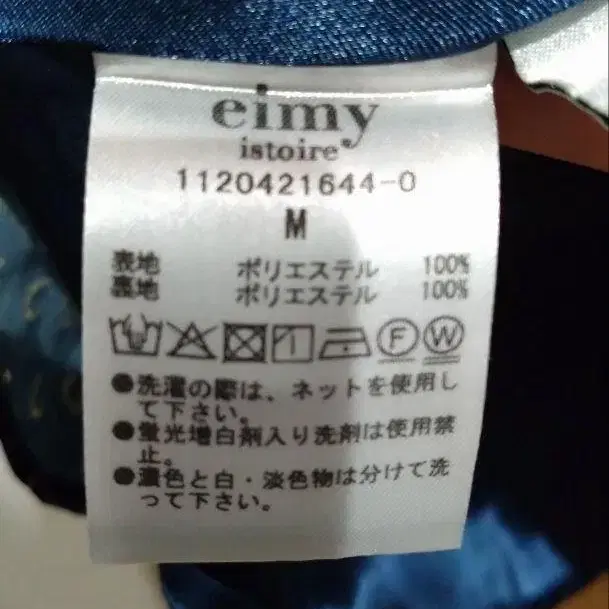 eimy
istoire
1120421644-0
M
表地 ポリエステル 100%
裏地 ポリエステル 100%
F W
●洗濯の際は、ネットを使用し
て下さい。
●蛍光増白剤入り洗剤は使用禁
止。
●濃色と白・淡色物は分けて洗
って下さい。